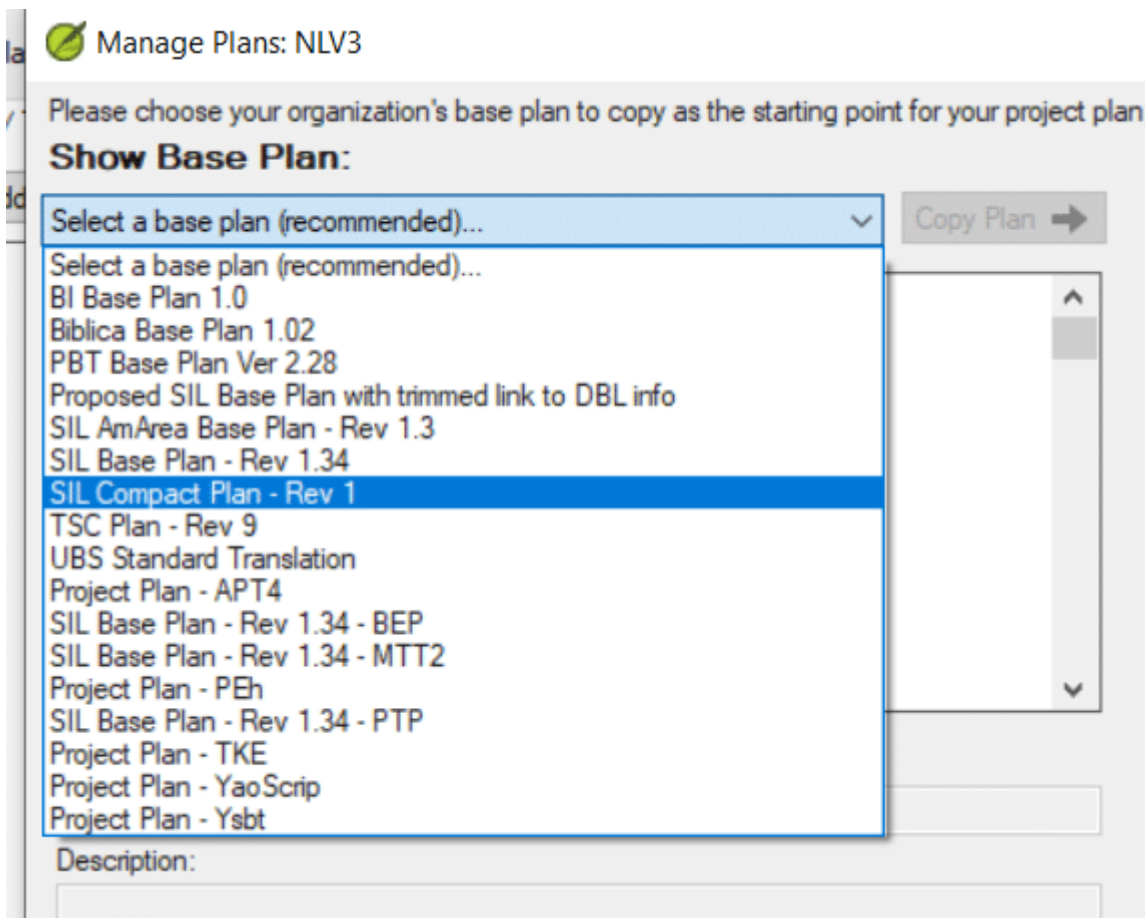 Manage Plans: NLV3
Please choose your organization's base plan to copy as the starting point for your project plan
Show Base Plan:
Select a base plan (recommended)...
Copy Plan
Select a base plan (recommended)...
BI Base Plan 1.0
Biblica Base Plan 1.02
PBT Base Plan Ver 2.28
Proposed SIL Base Plan with trimmed link to DBL info
SIL AmArea Base Plan - Rev 1.3
SIL Base Plan - Rev 1.34
SIL Compact Plan - Rev 1
TSC Plan - Rev 9
UBS Standard Translation
Project Plan - APT4
SIL Base Plan - Rev 1.34 - BEP
SIL Base Plan - Rev 1.34 - MTT2
Project Plan - PEh
SIL Base Plan - Rev 1.34 - PTP
Project Plan - TKE
Project Plan - YaoScrip
Project Plan - Ysbt
Description: